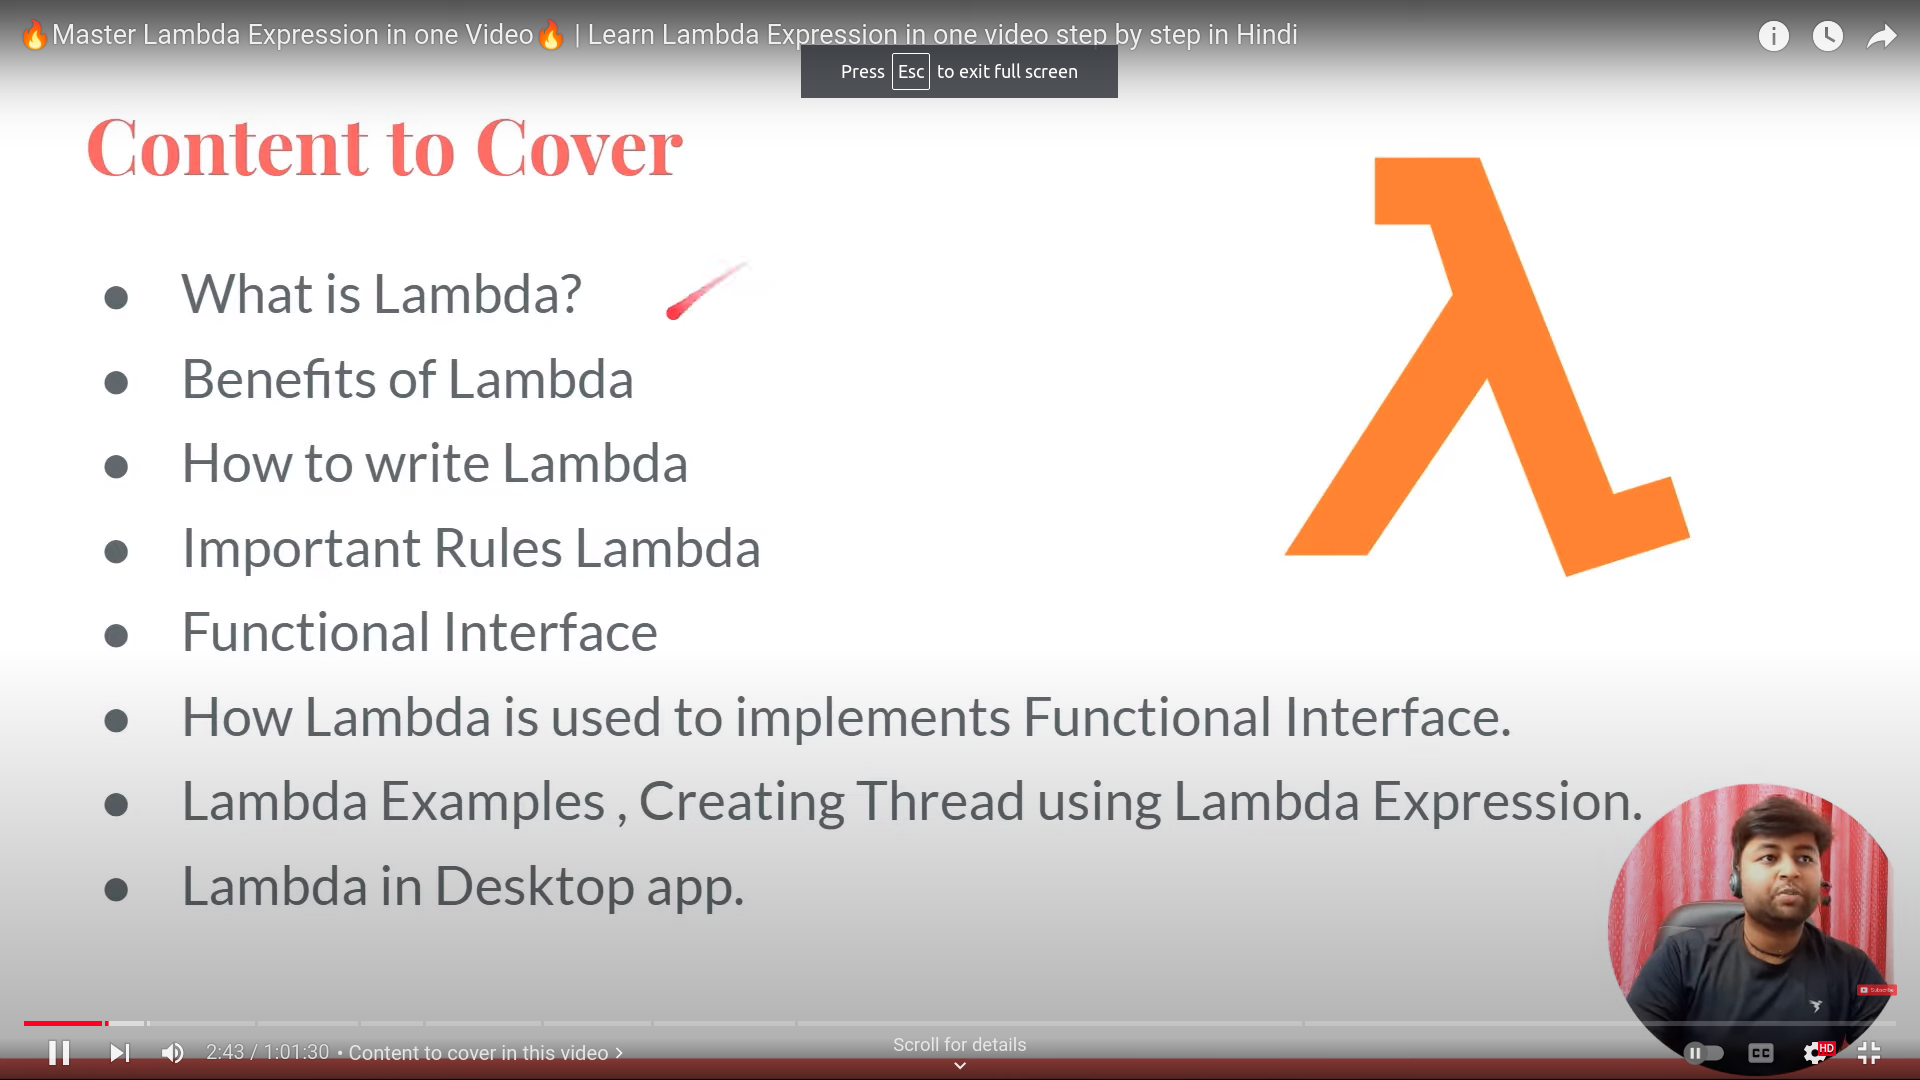 🔥Master Lambda Expression in one Video🔥 | Learn Lambda Expression in one video step by step in Hindi
Press Esc to exit full screen
Content to Cover
● What is Lambda?
● Benefits of Lambda
● How to write Lambda
● Important Rules Lambda
● Functional Interface
● How Lambda is used to implements Functional Interface.
● Lambda Examples , Creating Thread using Lambda Expression.
● Lambda in Desktop app.
Subscribe
2:43 / 1:01:30 • Content to cover in this video >
Scroll for details
CC
HD